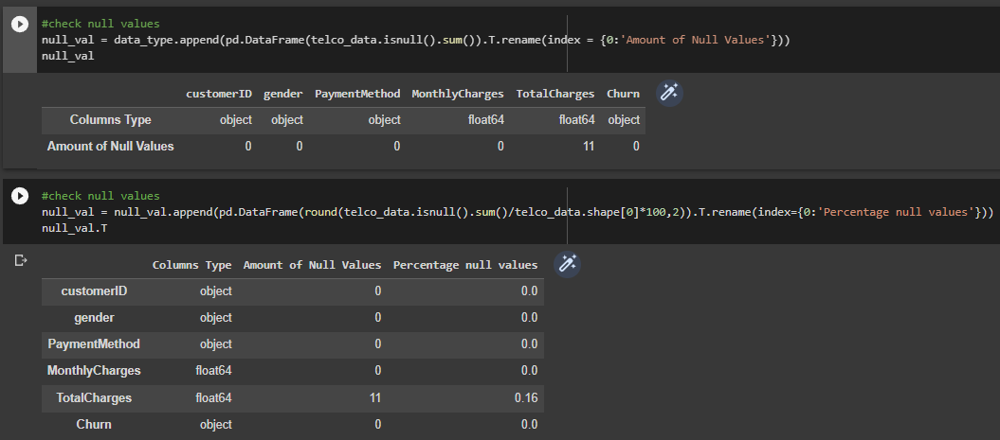 #check null values
null_val = data_type.append(pd.DataFrame(telco_data.isnull().sum()).T.rename(index = {0:'Amount of Null Values'}))
null_val
customerID gender PaymentMethod MonthlyCharges TotalCharges Churn
Columns Type object object object float64 float64 object
Amount of Null Values 0 0 0 0 11 0
#check null values
null_val = null_val.append(pd.DataFrame(round(telco_data.isnull().sum()/telco_data.shape[0]*100,2)).T.rename(index={0:'Percentage null values'}))
null_val.T
Columns Type Amount of Null Values Percentage null values
customerID object 0 0.0
gender object 0 0.0
PaymentMethod object 0 0.0
MonthlyCharges float64 0 0.0
TotalCharges float64 11 0.16
Churn object 0 0.0